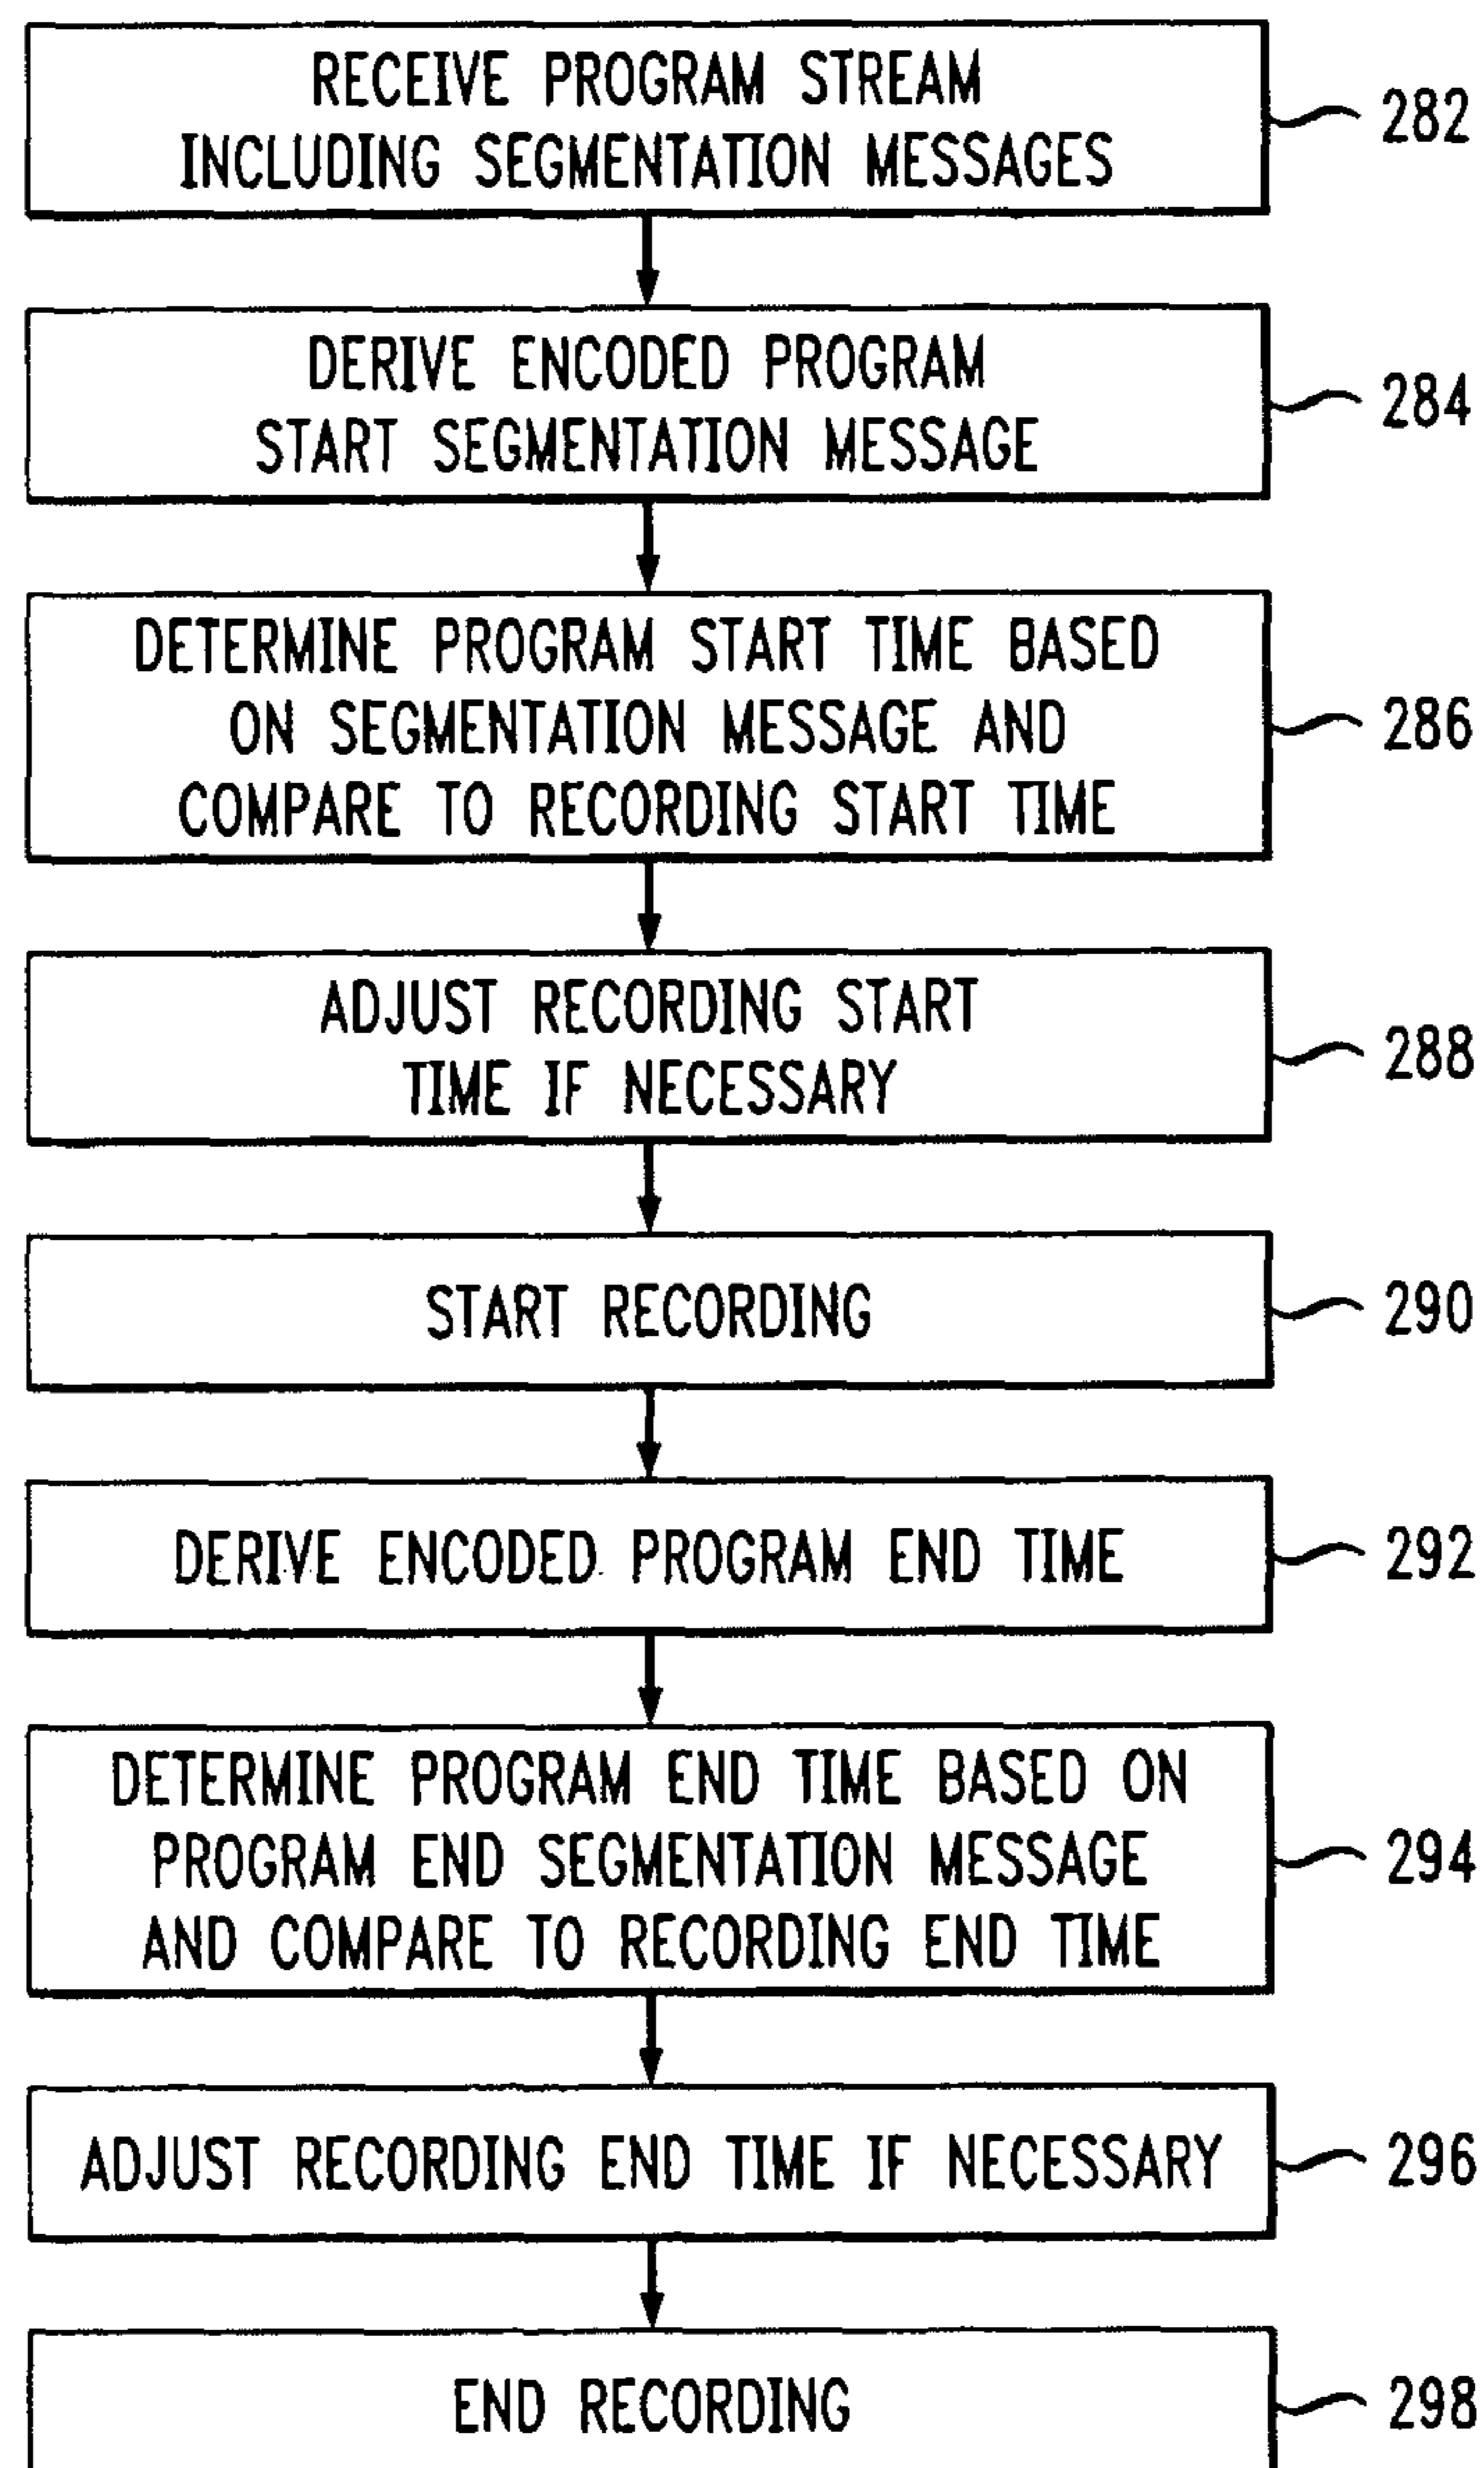 RECEIVE PROGRAM STREAM
INCLUDING SEGMENTATION MESSAGES
282
DERIVE ENCODED PROGRAM
START SEGMENTATION MESSAGE
284
DETERMINE PROGRAM START TIME BASED
ON SEGMENTATION MESSAGE AND
COMPARE TO RECORDING START TIME
286
ADJUST RECORDING START
TIME IF NECESSARY
288
START RECORDING
290
DERIVE ENCODED PROGRAM END TIME
292
DETERMINE PROGRAM END TIME BASED ON
PROGRAM END SEGMENTATION MESSAGE
AND COMPARE TO RECORDING END TIME
294
ADJUST RECORDING END TIME IF NECESSARY
296
END RECORDING
298